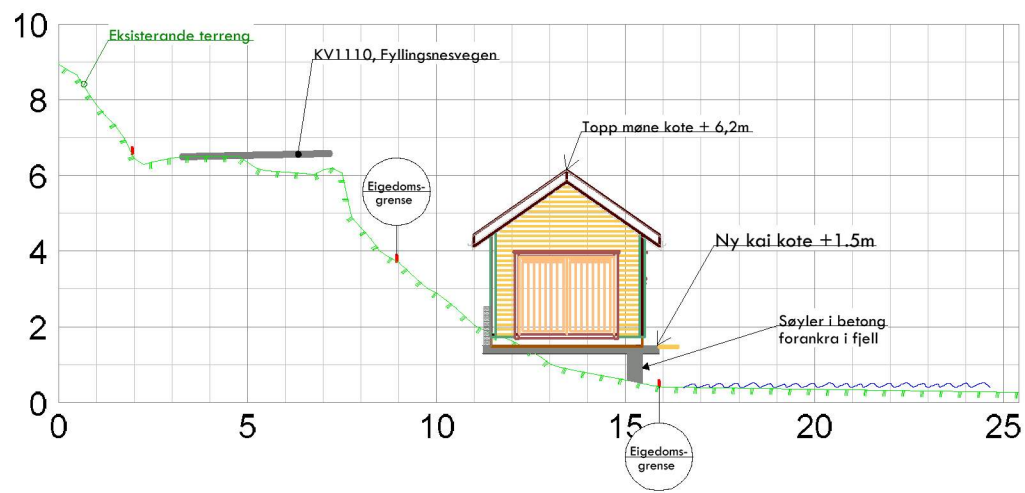 10
Eksisterande terreng
KV1110, Fyllingsnesvegen
8
Topp møne kote + 6,2m
6
Eigedoms-
grense
Ny kai kote +1.5m
4
Søyler i betong
forankra i fjell
2
0
0
5
10
15
20
25
Eigedoms-
grense